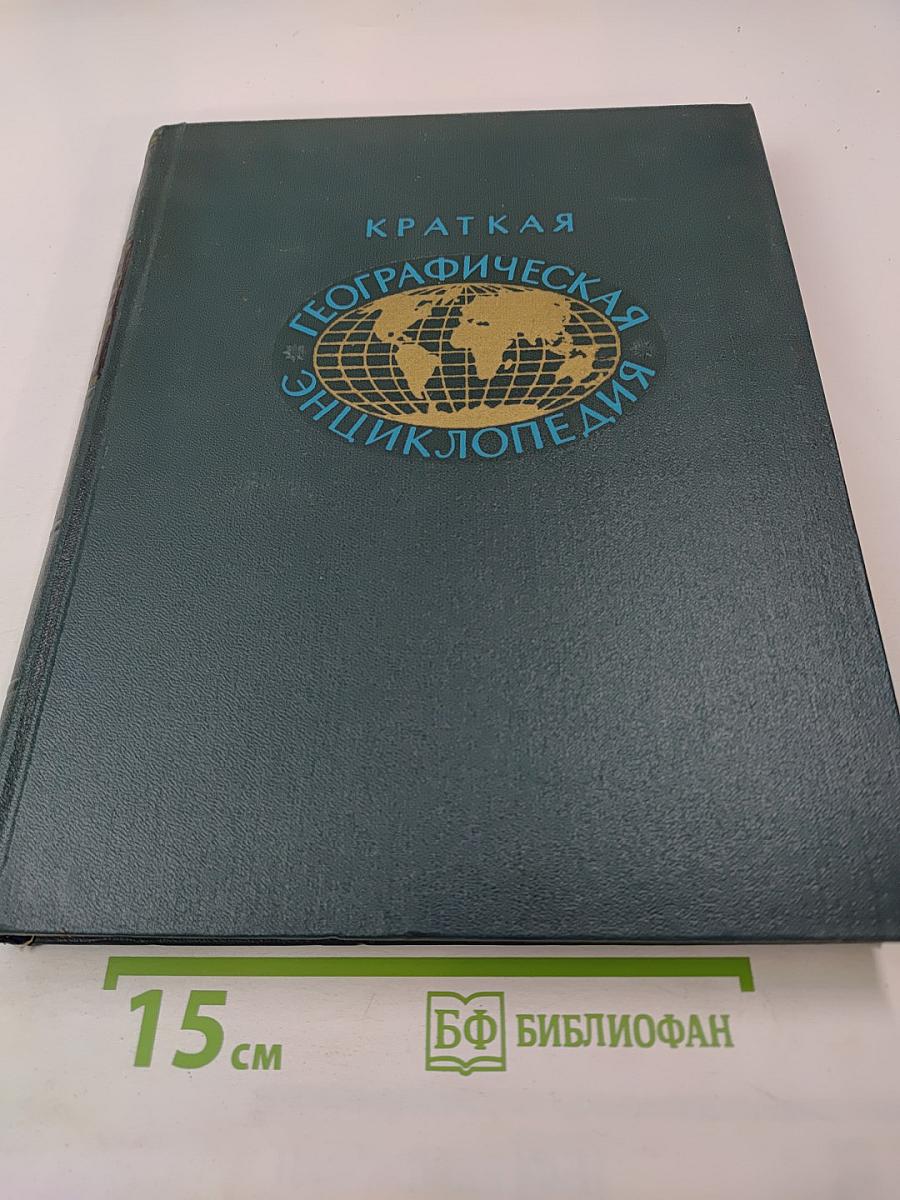 КРАТКАЯ
ГЕОГРАФИЧЕСКАЯ
ЭНЦИКЛОПЕДИЯ
15 см
БФ БИБЛИОФАН